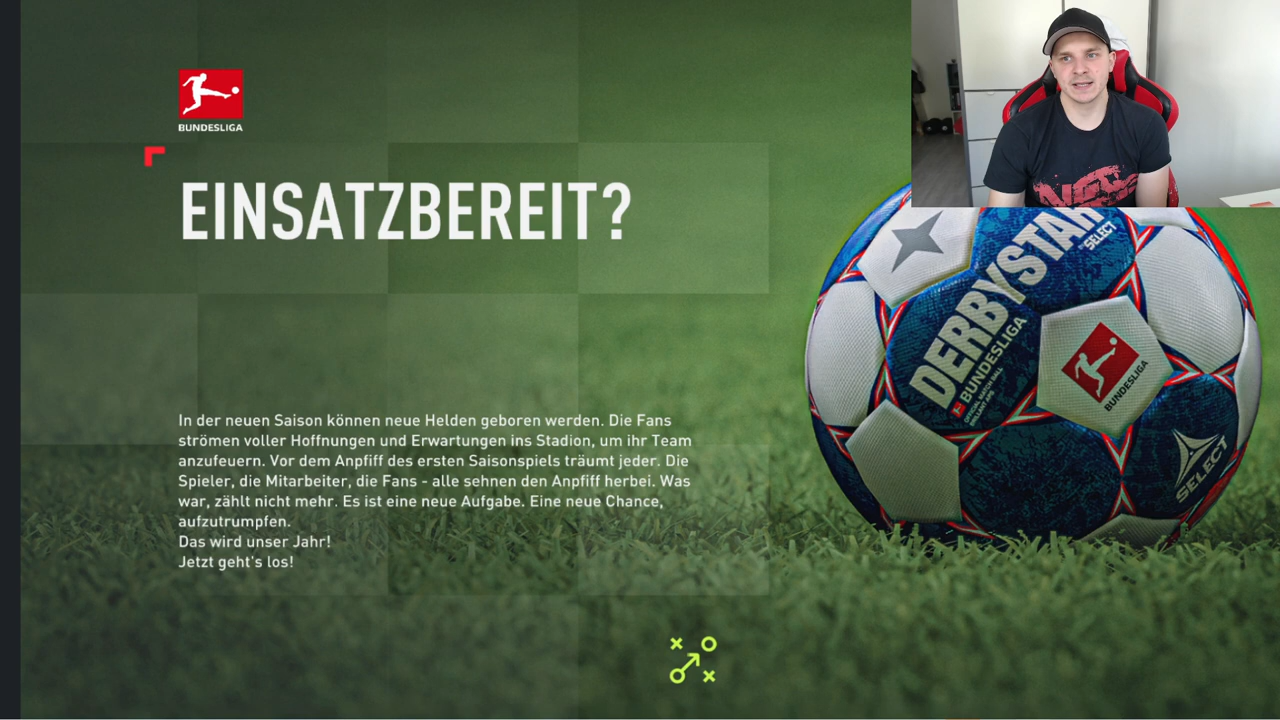 BUNDESLIGA
EINSATZBEREIT?
In der neuen Saison können neue Helden geboren werden. Die Fans
strömen voller Hoffnungen und Erwartungen ins Stadion, um ihr Team
anzufeuern. Vor dem Anpfiff des ersten Saisonspiels träumt jeder. Die
Spieler, die Mitarbeiter, die Fans - alle sehnen den Anpfiff herbei. Was
war, zählt nicht mehr. Es ist eine neue Aufgabe. Eine neue Chance,
aufzutrumpfen.
Das wird unser Jahr!
Jetzt geht's los!
DERBYSTAR
SELECT
BUNDESLIGA
OFFICIAL MATCH BALL
BUNDESLIGA
SELECT